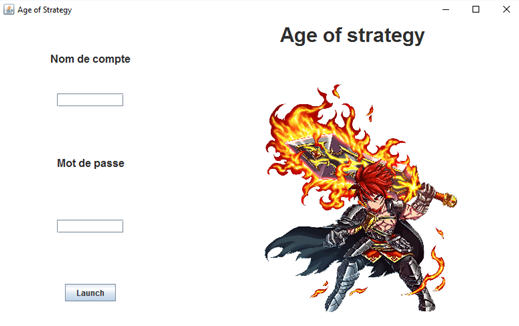 Age of Strategy
Age of strategy
Nom de compte
Mot de passe
Launch